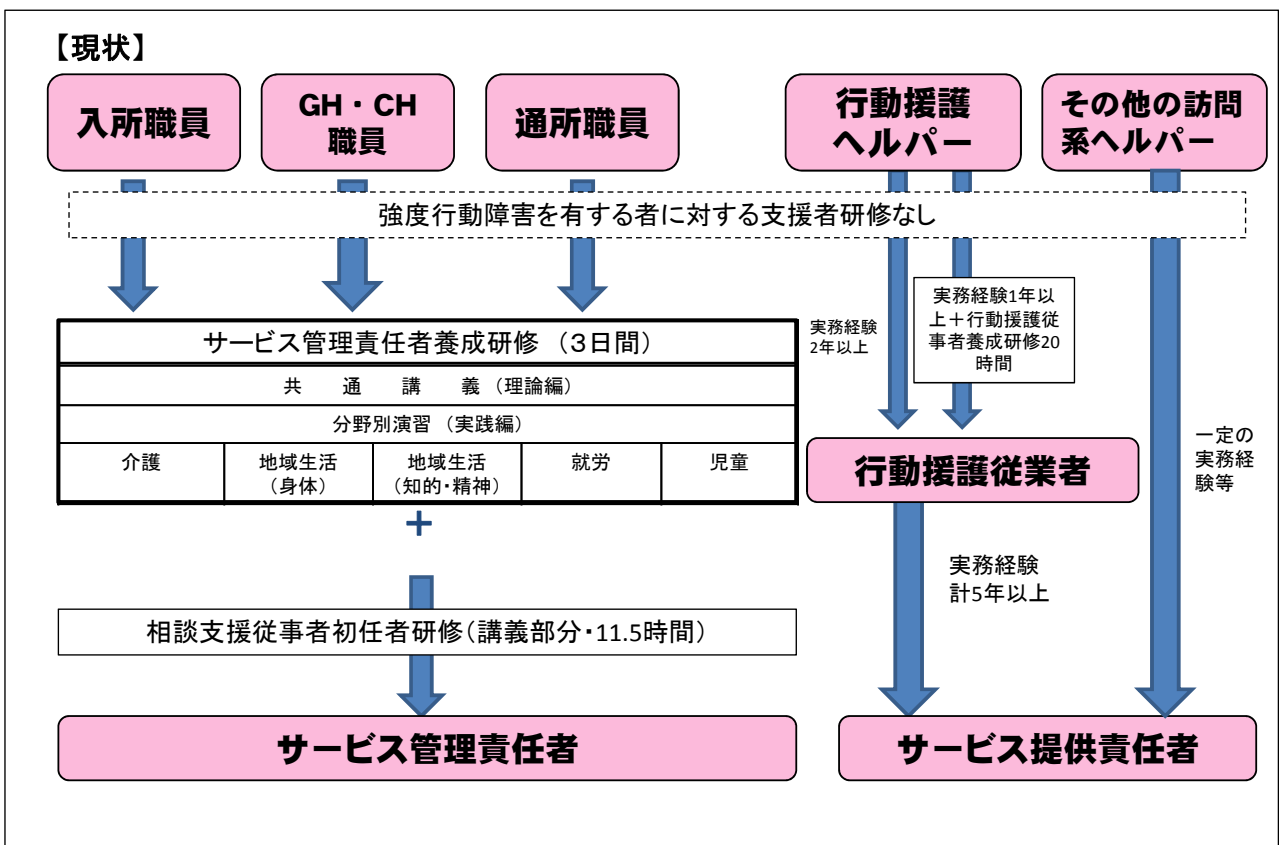 【現状】
入所職員
GH・CH
職員
通所職員
行動援護
ヘルパー
その他の訪問
系ヘルパー
強度行動障害を有する者に対する支援者研修なし
サービス管理責任者養成研修 （3日間）
共 通 講 義 （理論編）
分野別演習 （実践編）
介護
地域生活
（身体）
地域生活
（知的・精神）
就労
児童
実務経験
2年以上
実務経験1年以
上＋行動援護従
事者養成研修20
時間
行動援護従業者
一定の
実務経
験等
＋
実務経験
計5年以上
相談支援従事者初任者研修（講義部分・11.5時間）
サービス管理責任者
サービス提供責任者